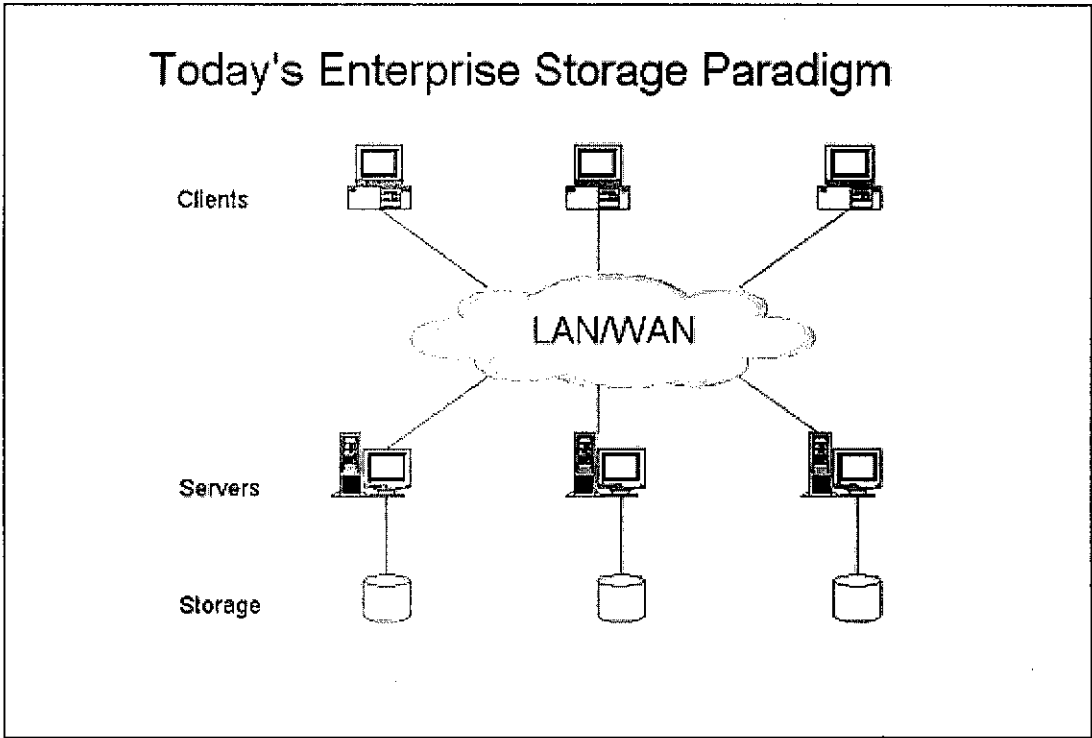 Today's Enterprise Storage Paradigm
Clients
LAN/WAN
Servers
Storage